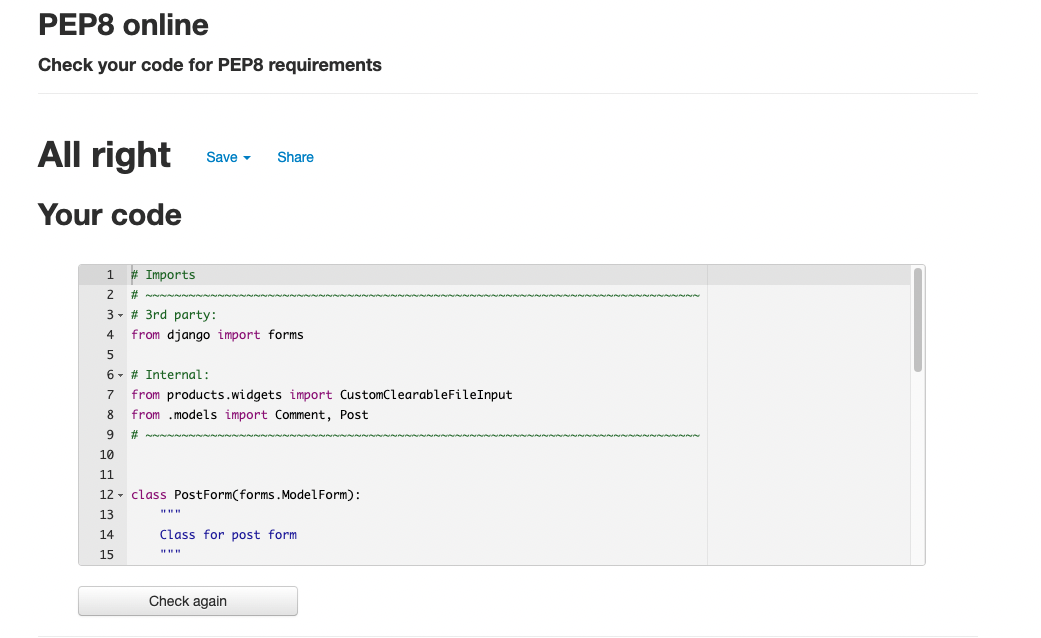 PEP8 online
Check your code for PEP8 requirements
All right Save Share
Your code
1 # Imports
2 # ~~~~~~~~~~~~~~~~~~~~~~~~~~~~~~~~~~~~~~~~~~~~~~~~~~~~~~~~~~~~~~~~~~~~~~~~~~~~~
3 # 3rd party:
4 from django import forms
5
6 # Internal:
7 from products.widgets import CustomClearableFileInput
8 from .models import Comment, Post
9 # ~~~~~~~~~~~~~~~~~~~~~~~~~~~~~~~~~~~~~~~~~~~~~~~~~~~~~~~~~~~~~~~~~~~~~~~~~~~~~
10
11
12 class PostForm(forms.ModelForm):
13     """
14     Class for post form
15     """
Check again